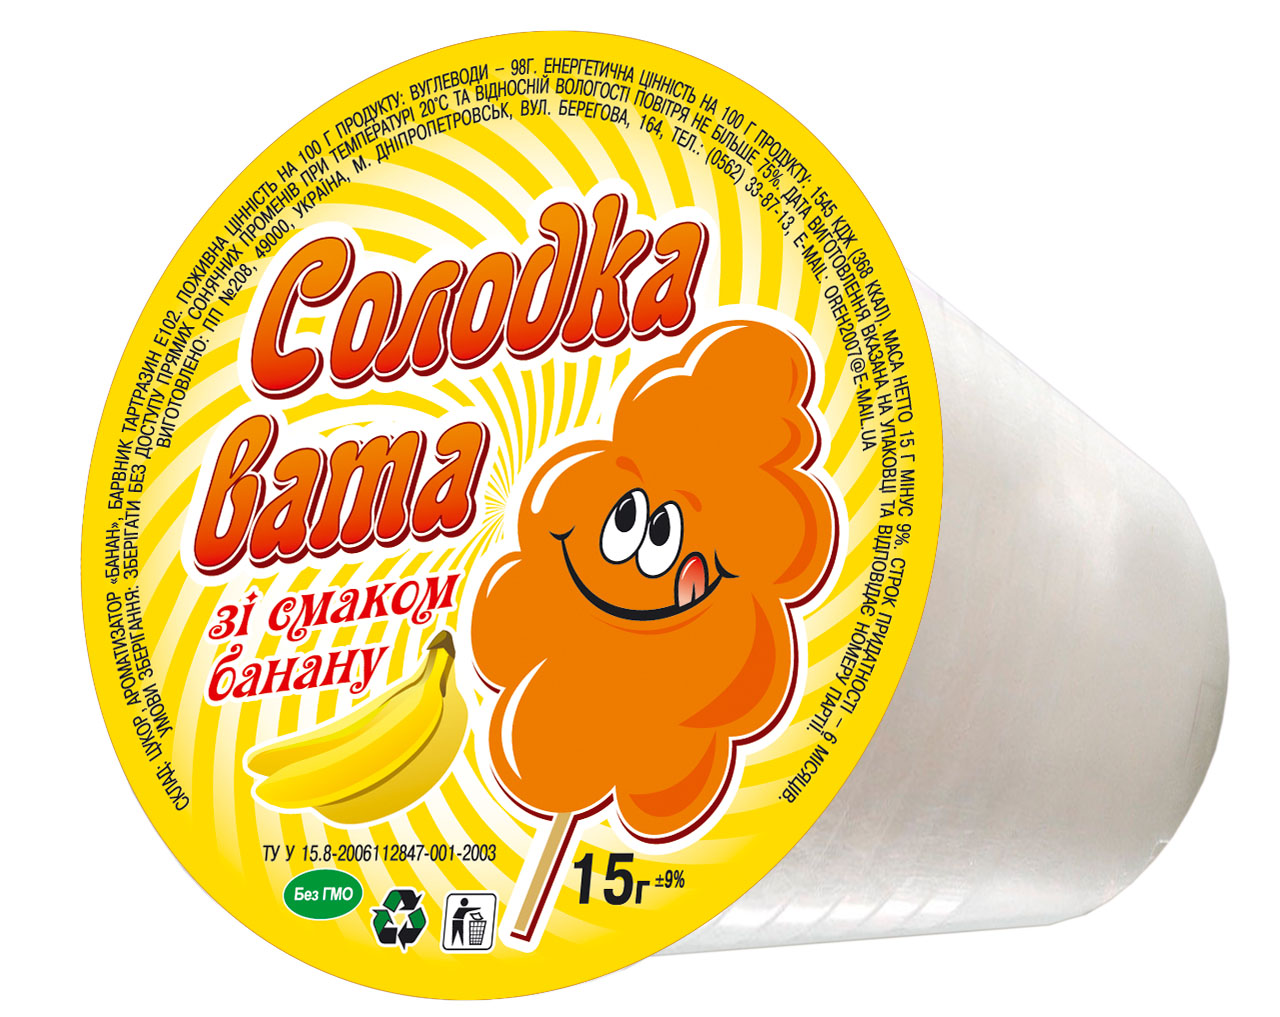 СКЛАД: ЦУКОР, АРОМАТИЗАТОР «БАНАН», БАРВНИК ТАРТРАЗИН Е102. ПОЖИВНА ЦІННІСТЬ НА 100 Г ПРОДУКТУ: ВУГЛЕВОДИ – 98Г. ЕНЕРГЕТИЧНА ЦІННІСТЬ НА 100 Г ПРОДУКТУ: 1545 КДЖ (388 ККАЛ). МАСА НЕТТО 15 Г МІНУС 9%. СТРОК ПРИДАТНОСТІ – 6 МІСЯЦІВ.
УМОВИ ЗБЕРІГАННЯ: ЗБЕРІГАТИ БЕЗ ДОСТУПУ ПРЯМИХ СОНЯЧНИХ ПРОМЕНІВ ПРИ ТЕМПЕРАТУРІ 20°С ТА ВІДНОСНІЙ ВОЛОГОСТІ ПОВІТРЯ НЕ БІЛЬШЕ 75%. ДАТА ВИГОТОВЛЕННЯ ВКАЗАНА НА УПАКОВЦІ ТА ВІДПОВІДАЄ НОМЕРУ ПАРТІЇ.
ВИГОТОВЛЕНО: ПП №208, 49000, УКРАЇНА, М. ДНІПРОПЕТРОВСЬК, ВУЛ. БЕРЕГОВА, 164, ТЕЛ.: (0562) 33-87-13, E-MAIL: OREH2007@E-MAIL.UA
Солодка
вата
зі смаком
банану
ТУ У 15.8-2006112847-001-2003
Без ГМО
15г ±9%